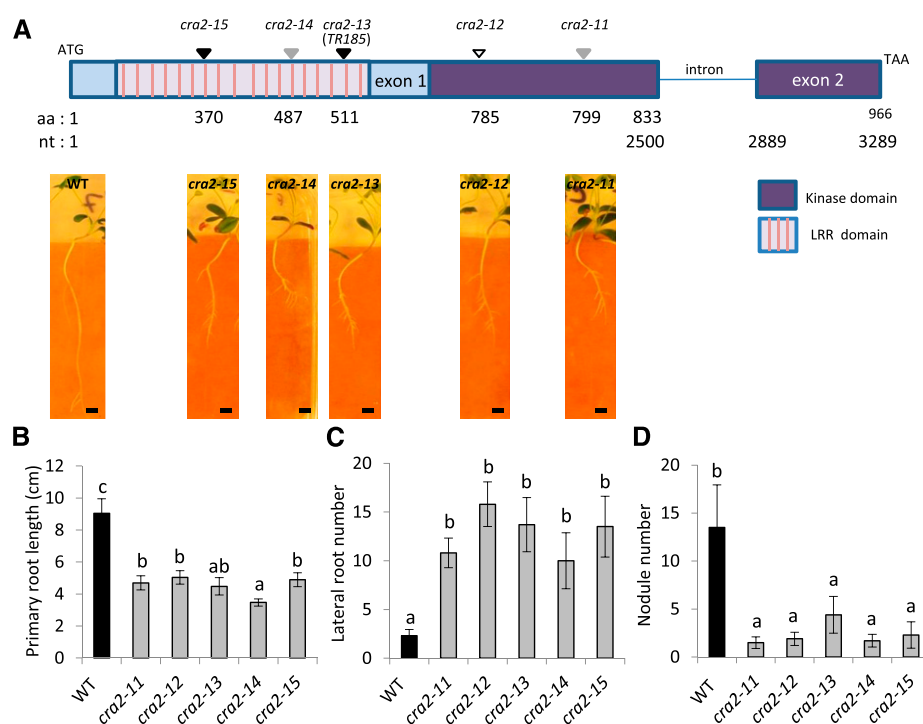 A
cra2-15 cra2-14 cra2-13 cra2-12 cra2-11
(TR185)
ATG
TAA
exon 1
intron
exon 2
aa : 1 370 487 511 785 799 833 966
nt : 1 2500 2889 3289
WT cra2-15 cra2-14 cra2-13 cra2-12 cra2-11
Kinase domain
LRR domain
B
Primary root length (cm)
12
10
8
6
4
2
0
c
b
b
ab
a
b
WT cra2-11 cra2-12 cra2-13 cra2-14 cra2-15
C
Lateral root number
20
15
10
5
0
a
b
b
b
b
b
WT cra2-11 cra2-12 cra2-13 cra2-14 cra2-15
D
Nodule number
20
15
10
5
0
b
a
a
a
a
a
WT cra2-11 cra2-12 cra2-13 cra2-14 cra2-15